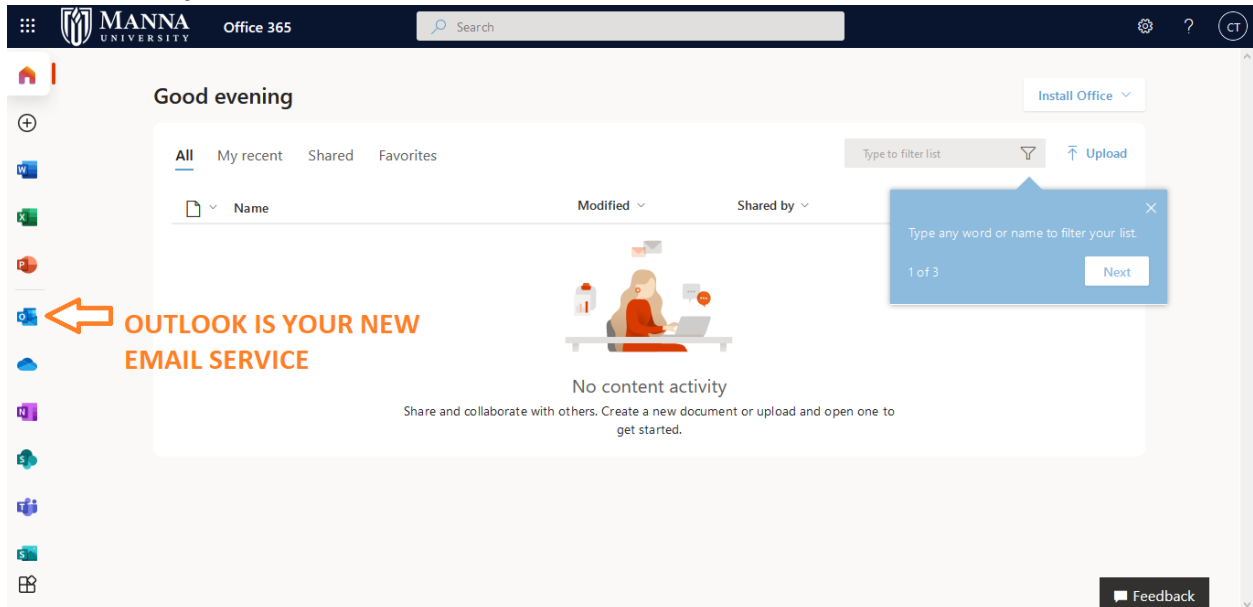 MANNA
UNIVERSITY
Office 365
Search
?
CT
Good evening
Install Office
All My recent Shared Favorites
Type to filter list
Upload
Name Modified Shared by
Type any word or name to filter your list.
1 of 3 Next
OUTLOOK IS YOUR NEW
EMAIL SERVICE
No content activity
Share and collaborate with others. Create a new document or upload and open one to
get started.
W
X
P
O
N
S
T
S
Feedback